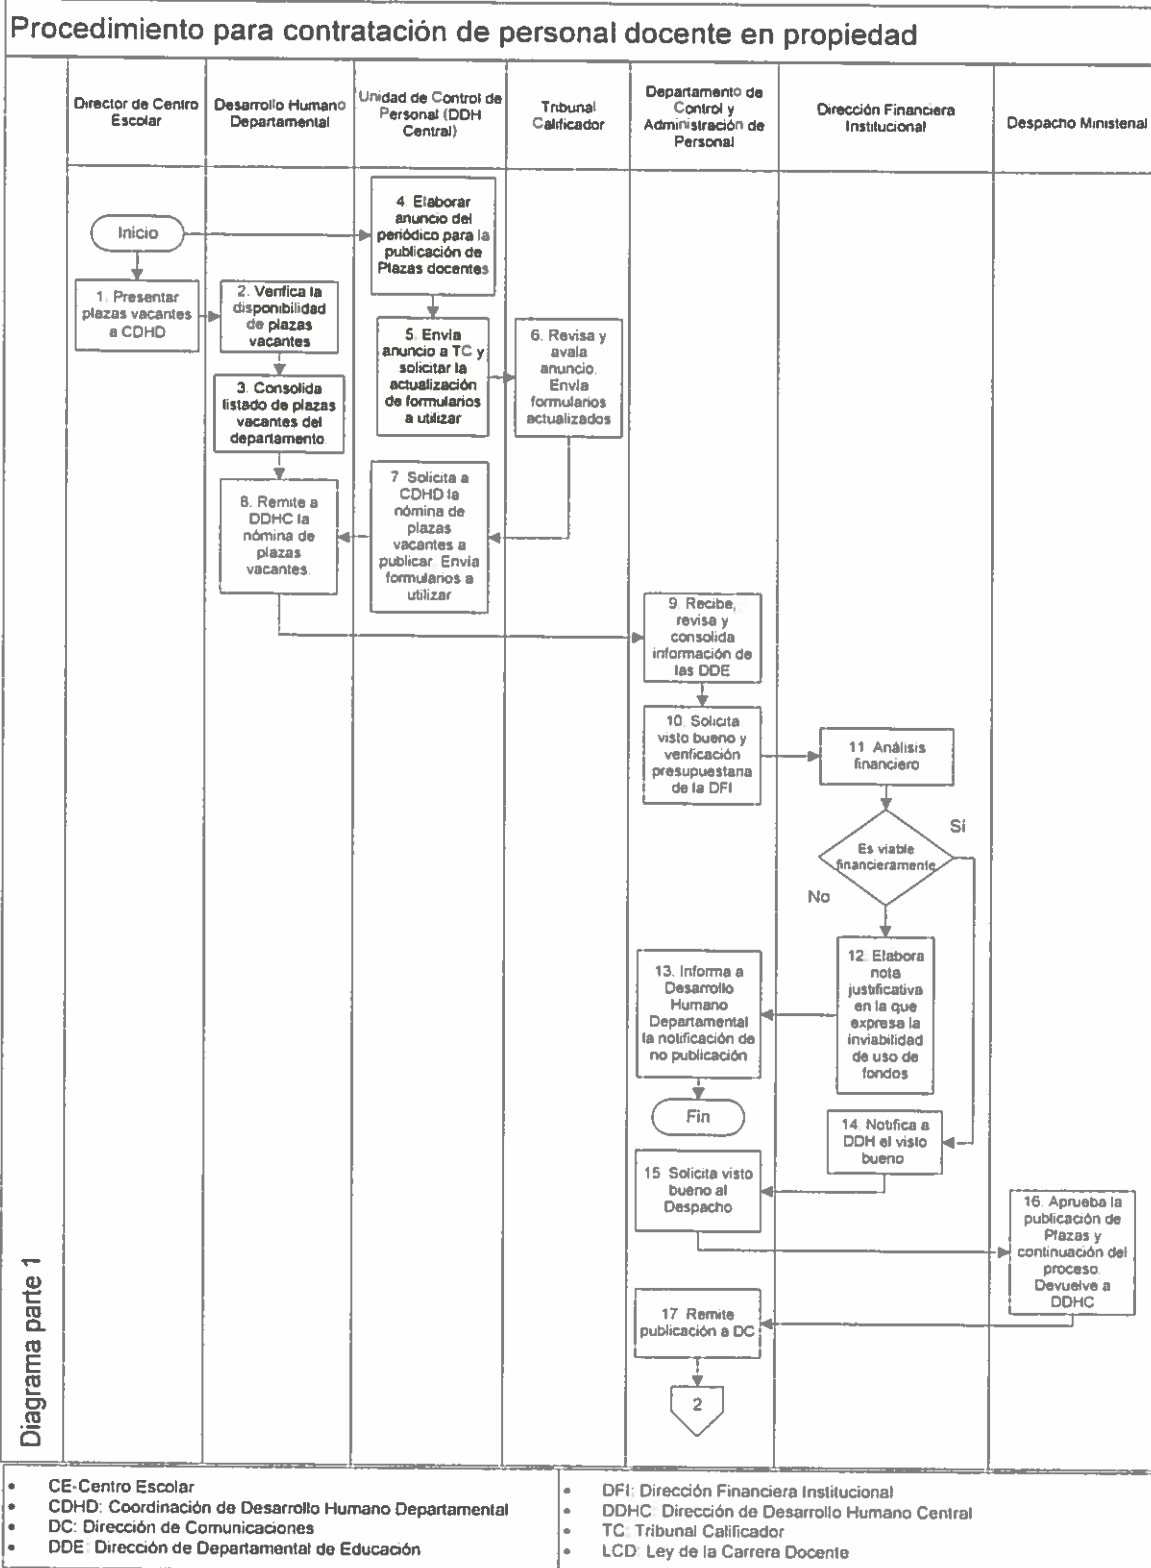 Procedimiento para contratación de personal docente en propiedad
Director de Centro
Escolar
Desarrollo Humano
Departamental
Unidad de Control de
Personal (DDH
Central)
Tribunal
Calificador
Departamento de
Control y
Administración de
Personal
Dirección Financiera
Institucional
Despacho Ministerial
Inicio
1. Presentar
plazas vacantes
a CDHD
2. Verifica la
disponibilidad
de plazas
vacantes
3. Consolida
listado de plazas
vacantes del
departamento
4. Elaborar
anuncio del
periódico para la
publicación de
Plazas docentes
5. Envía
anuncio a TC y
solicitar la
actualización
de formularios
a utilizar
6. Revisa y
avala
anuncio.
Envía
formularios
actualizados
7 Solicita a
CDHD la
nómina de
plazas
vacantes a
publicar. Envía
formularios a
utilizar
8. Remite a
DDHC la
nómina de
plazas
vacantes.
9. Recibe,
revisa y
consolida
información de
las DDE
10. Solicita
visto bueno y
verificación
presupuestaria
de la DFI
11 Análisis
financiero
Es viable
financieramente
Sí
No
12. Elabora
nota
justificativa
en la que
expresa la
inviabilidad
de uso de
fondos
13. Informa a
Desarrollo
Humano
Departamental
la notificación de
no publicación
Fin
14. Notifica a
DDH el visto
bueno
15 Solicita visto
bueno al
Despacho
16. Aprueba la
publicación de
Plazas y
continuación del
proceso.
Devuelve a
DDHC
17 Remite
publicación a DC
2
Diagrama parte 1
• CE-Centro Escolar
• CDHD: Coordinación de Desarrollo Humano Departamental
• DC: Dirección de Comunicaciones
• DDE: Dirección de Departamental de Educación
• DFI: Dirección Financiera Institucional
• DDHC: Dirección de Desarrollo Humano Central
• TC: Tribunal Calificador
• LCD: Ley de la Carrera Docente